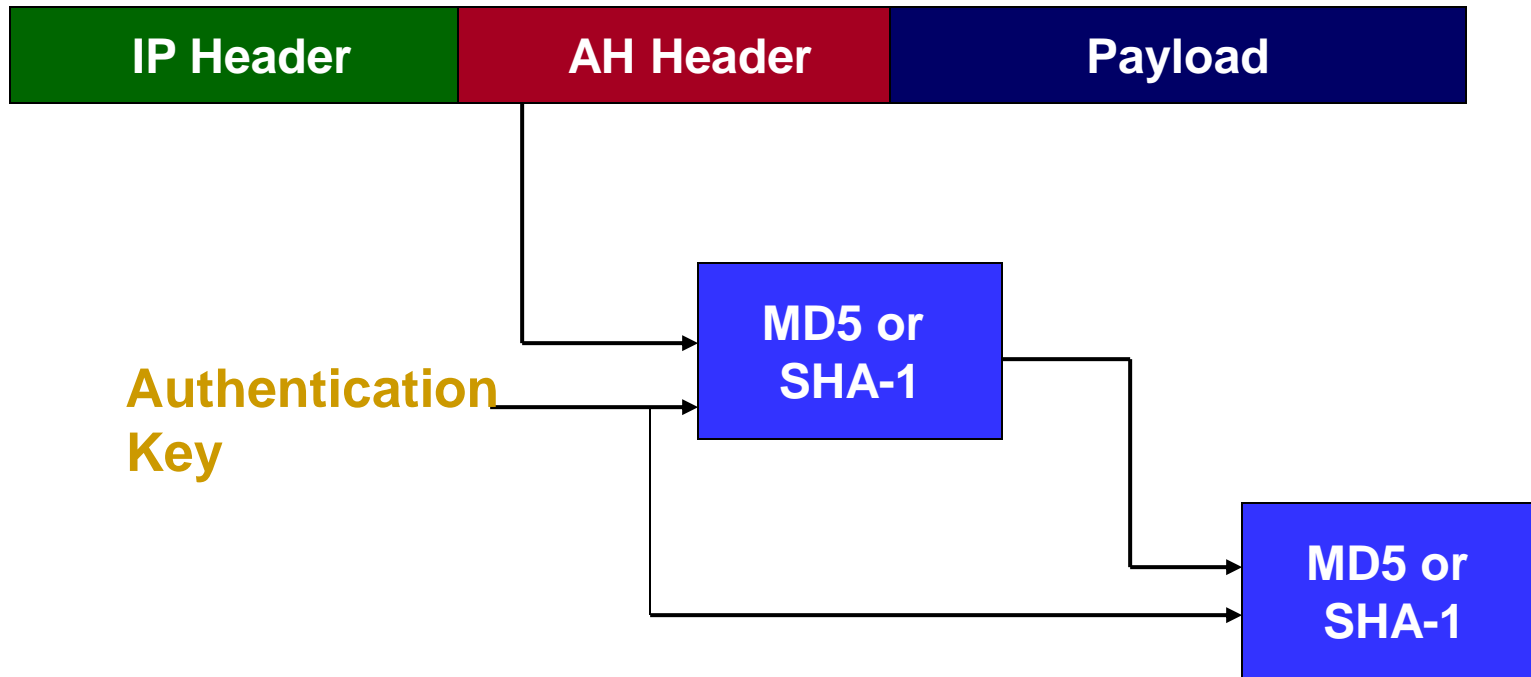 IP Header AH Header Payload
MD5 or
SHA-1
Authentication
Key
MD5 or
SHA-1